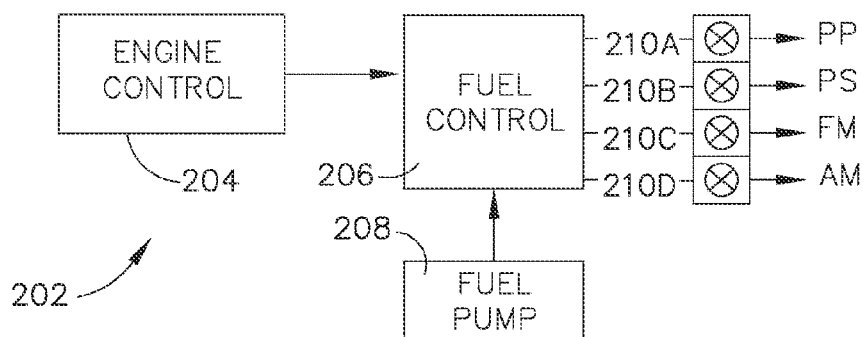 ENGINE
CONTROL
204
202
FUEL
CONTROL
206
208
FUEL
PUMP
210A
PP
210B
PS
210C
FM
210D
AM